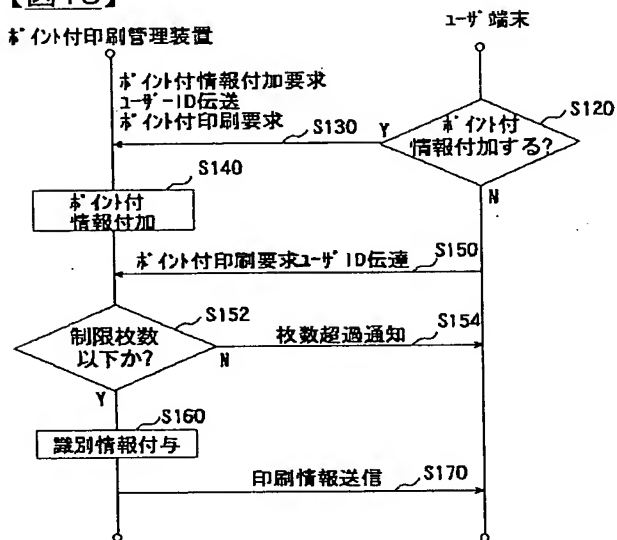 ポイント付印刷管理装置
ユーザ端末
ポイント付情報付加要求
ユーザーID伝送
ポイント付印刷要求
S130
Y
ポイント付
情報付加する?
S120
N
S140
ポイント付
情報付加
ポイント付印刷要求ユーザID伝達
S150
制限枚数
以下か?
S152
N
枚数超過通知
S154
Y
S160
識別情報付与
印刷情報送信
S170